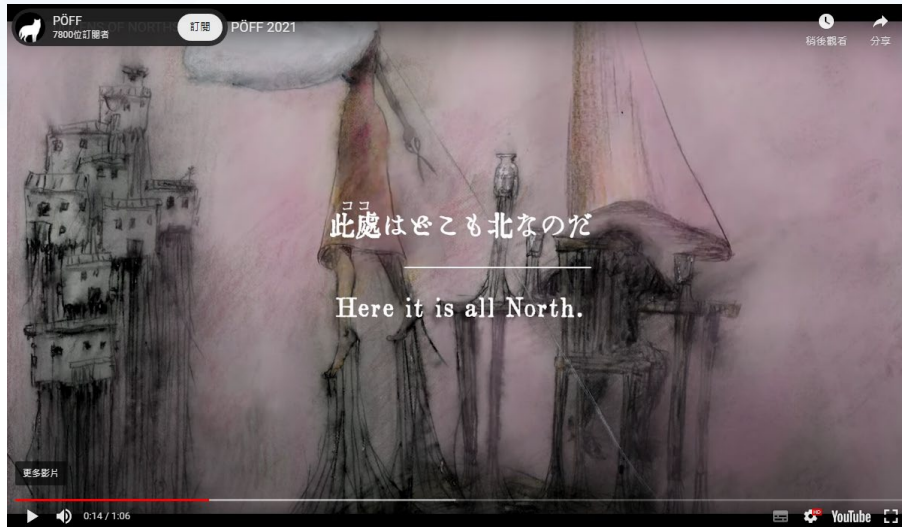 PÖFF
7800位訂閱者
訂閱
NORTH PÖFF 2021
稍後觀看
分享
ココ
此處はどこも北なのだ
Here it is all North.
更多影片
0:14 / 1:06
HD
YouTube